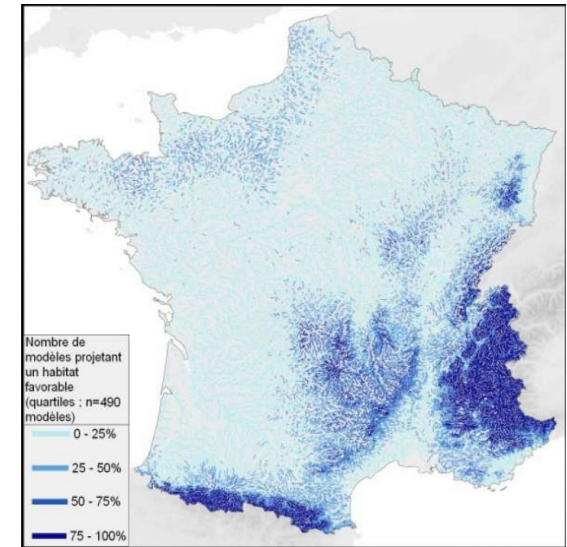 Nombre de
modèles projetant
un habitat
favorable
(quartiles ; n=490
modèles)
0 - 25%
25 - 50%
50 - 75%
75 - 100%